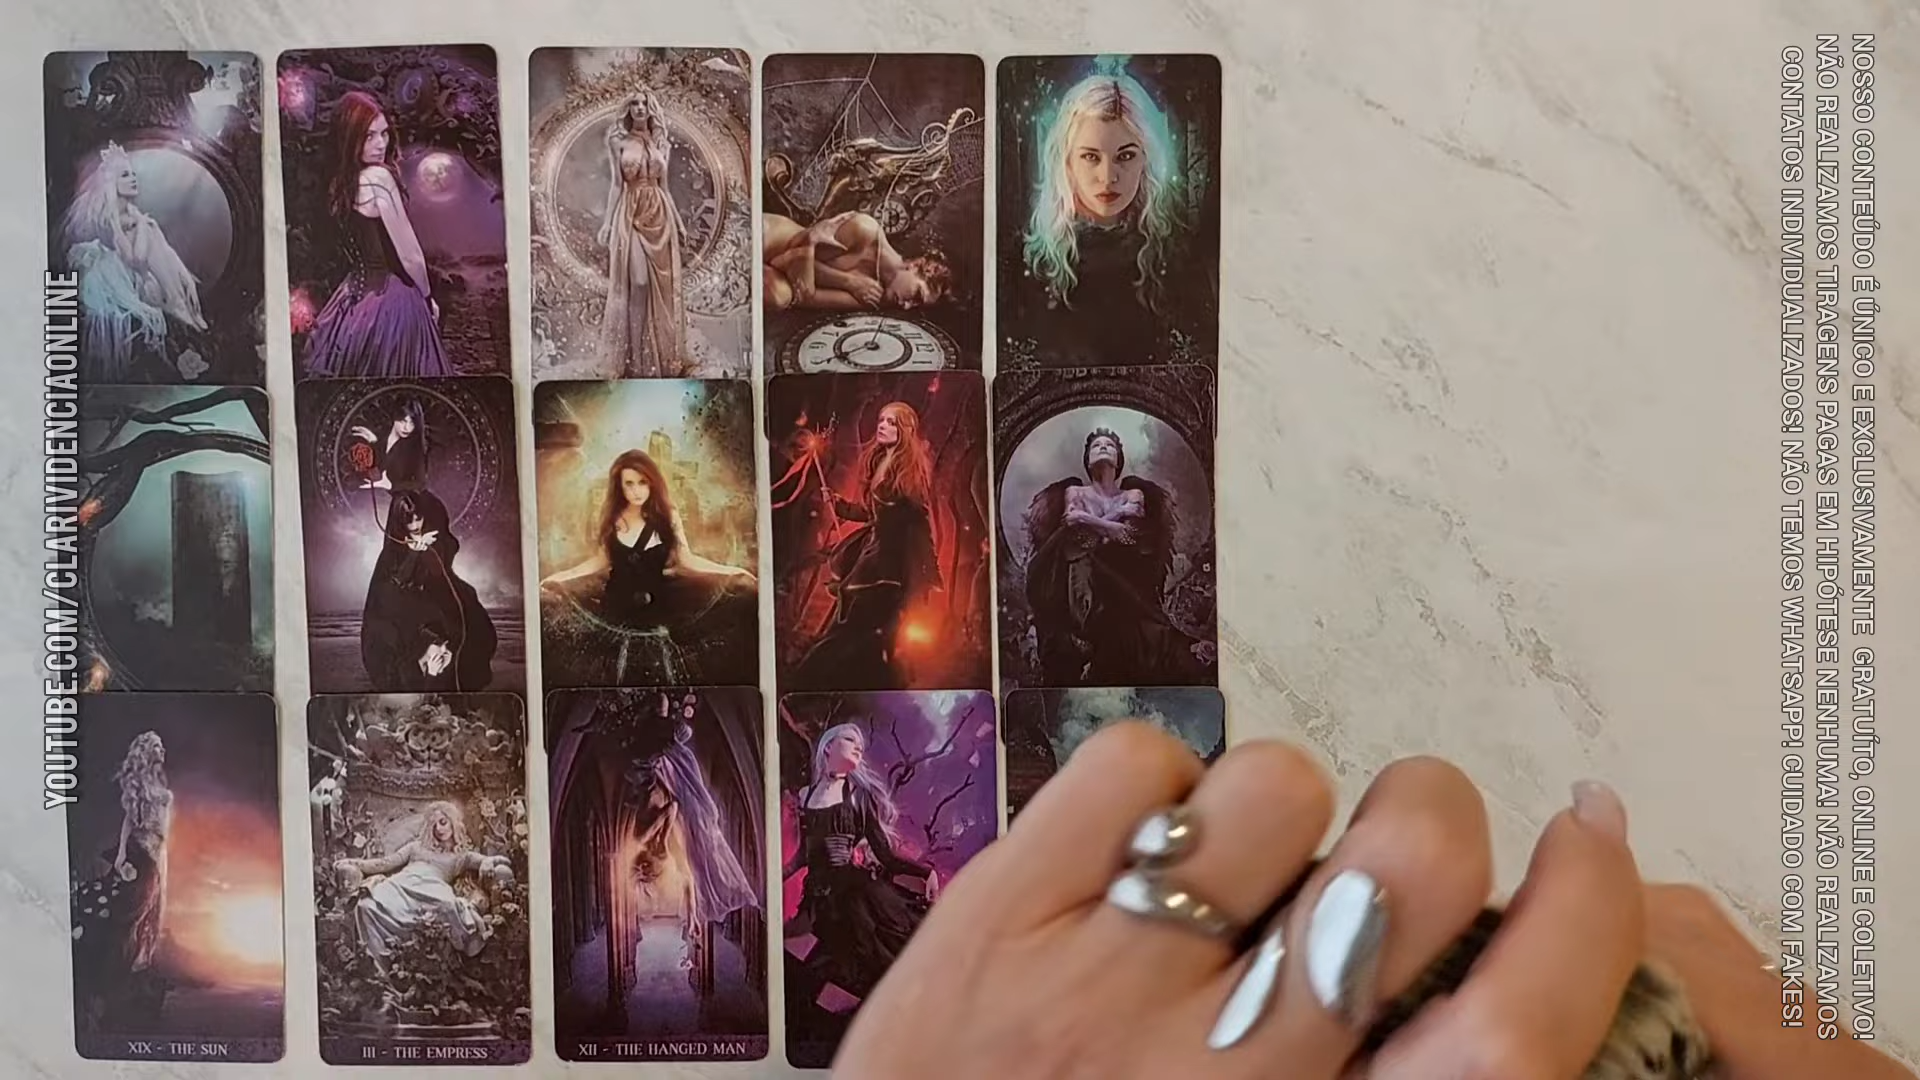 YOUTUBE.COM/CLARIVIDENCIAONLINE
NOSSO CONTEÚDO É ÚNICO E EXCLUSIVAMENTE GRATUÍTO, ONLINE E COLETIVO!
NÃO REALIZAMOS TIRAGENS PAGAS EM HIPÓTESE NENHUMA! NÃO REALIZAMOS
CONTATOS INDIVIDUALIZADOS! NÃO TEMOS WHATSAPP! CUIDADO COM FAKES!
XIX - THE SUN
III - THE EMPRESS
XII - THE HANGED MAN